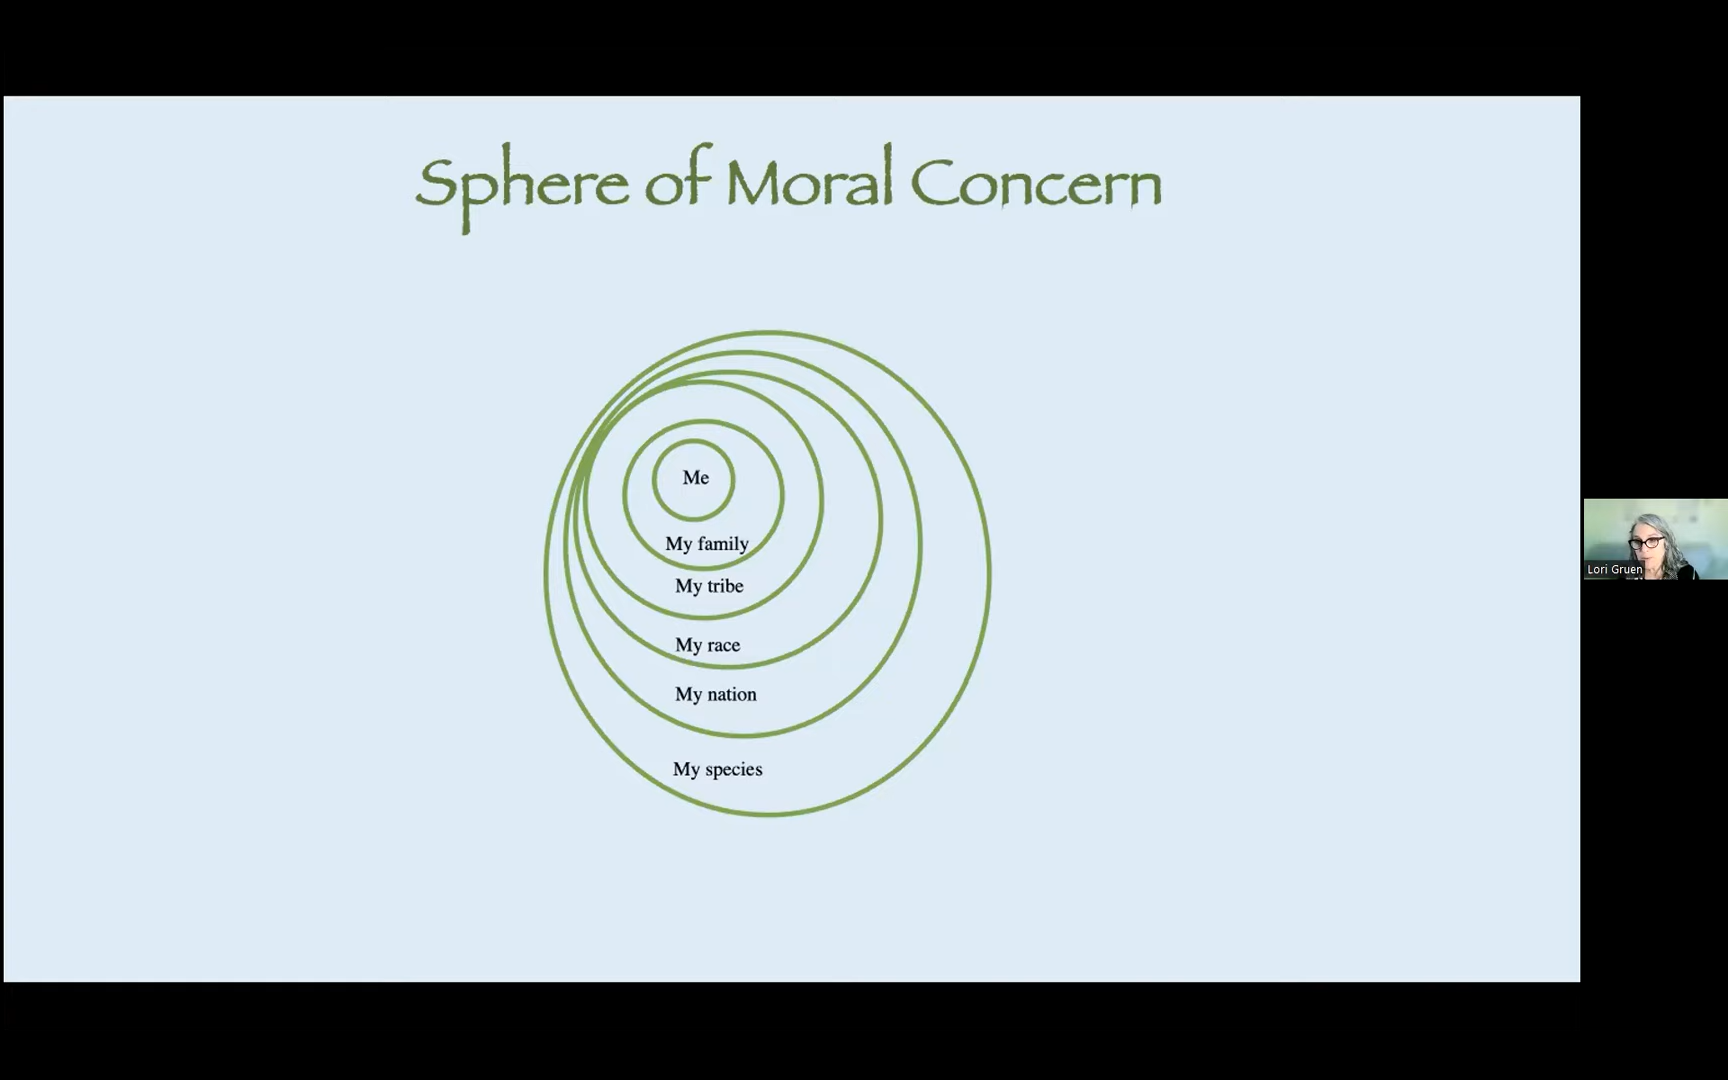 Sphere of Moral Concern
Me
My family
My tribe
My race
My nation
My species
Lori Gruen